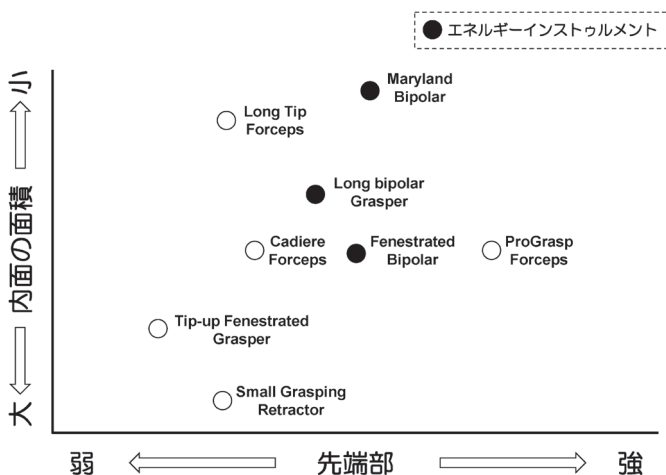 エネルギーインストゥルメント
小
内面の面積
大
Maryland
Bipolar
Long Tip
Forceps
Long bipolar
Grasper
Cadiere
Forceps
Fenestrated
Bipolar
ProGrasp
Forceps
Tip-up Fenestrated
Grasper
Small Grasping
Retractor
弱
先端部
強